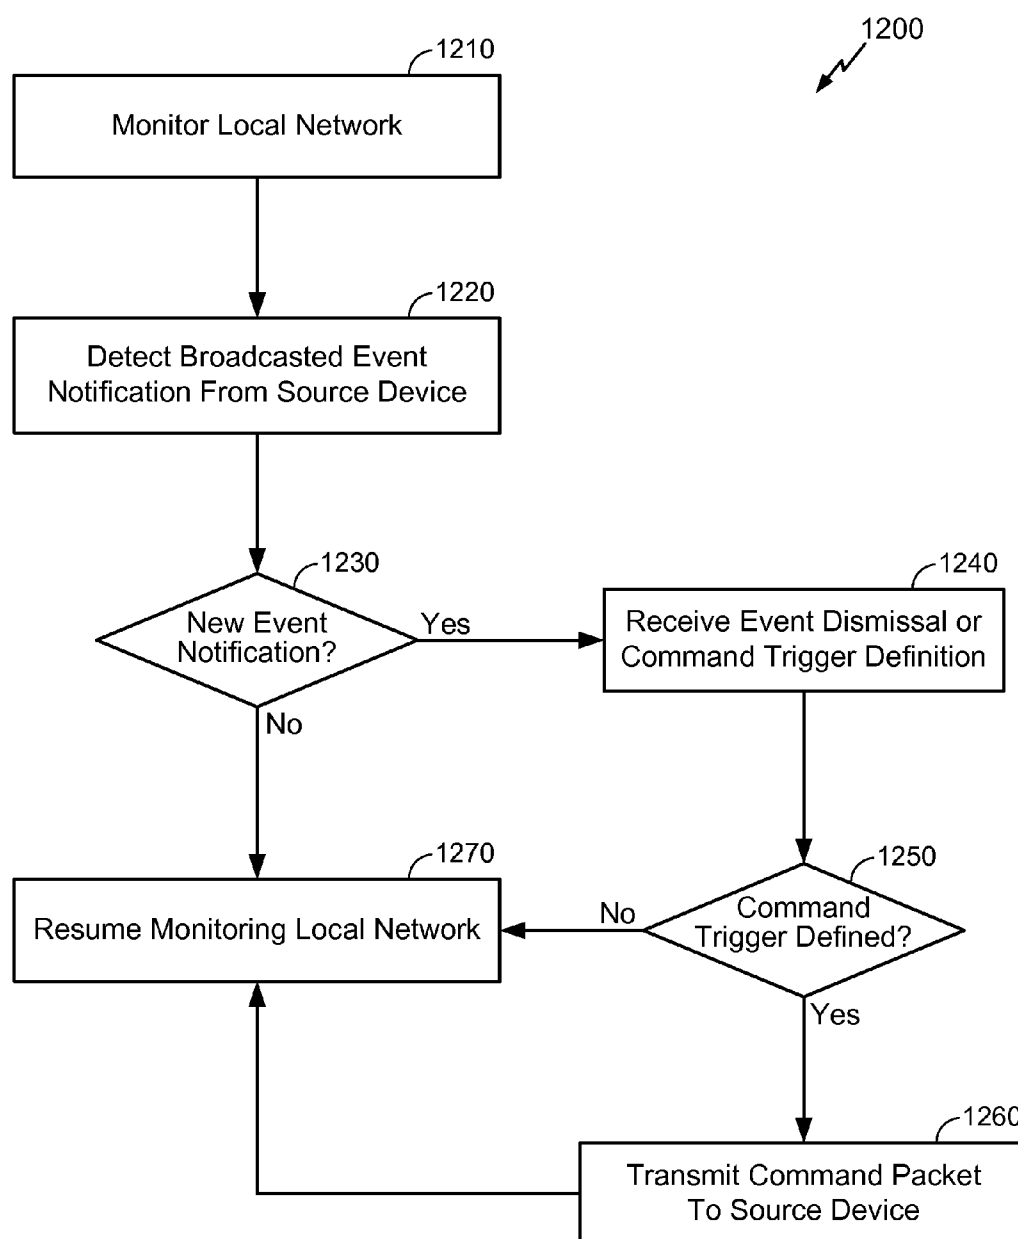 1200
1210
Monitor Local Network
1220
Detect Broadcasted Event
Notification From Source Device
1230
New Event
Notification?
Yes
No
1240
Receive Event Dismissal or
Command Trigger Definition
1250
Command
Trigger Defined?
No
Yes
1260
Transmit Command Packet
To Source Device
1270
Resume Monitoring Local Network